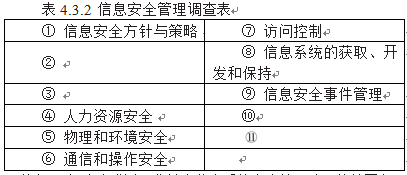 表 4.3.2 信息安全管理调查表
① 信息安全方针与策略
⑦ 访问控制
②
⑧ 信息系统的获取、开
发和保持
③
⑨ 信息安全事件管理
④ 人力资源安全
⑩
⑤ 物理和环境安全
⑪
⑥ 通信和操作安全